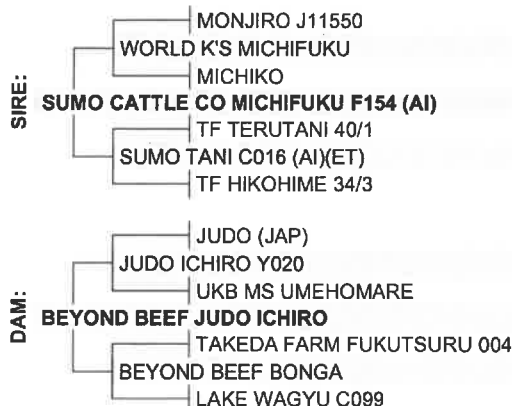 MONJIRO J11550
WORLD K'S MICHIFUKU
MICHIKO
SIRE:
SUMO CATTLE CO MICHIFUKU F154 (AI)
TF TERUTANI 40/1
SUMO TANI C016 (AI)(ET)
TF HIKOHIME 34/3
JUDO (JAP)
JUDO ICHIRO Y020
UKB MS UMEHOMARE
DAM:
BEYOND BEEF JUDO ICHIRO
TAKEDA FARM FUKUTSURU 004
BEYOND BEEF BONGA
LAKE WAGYU C099